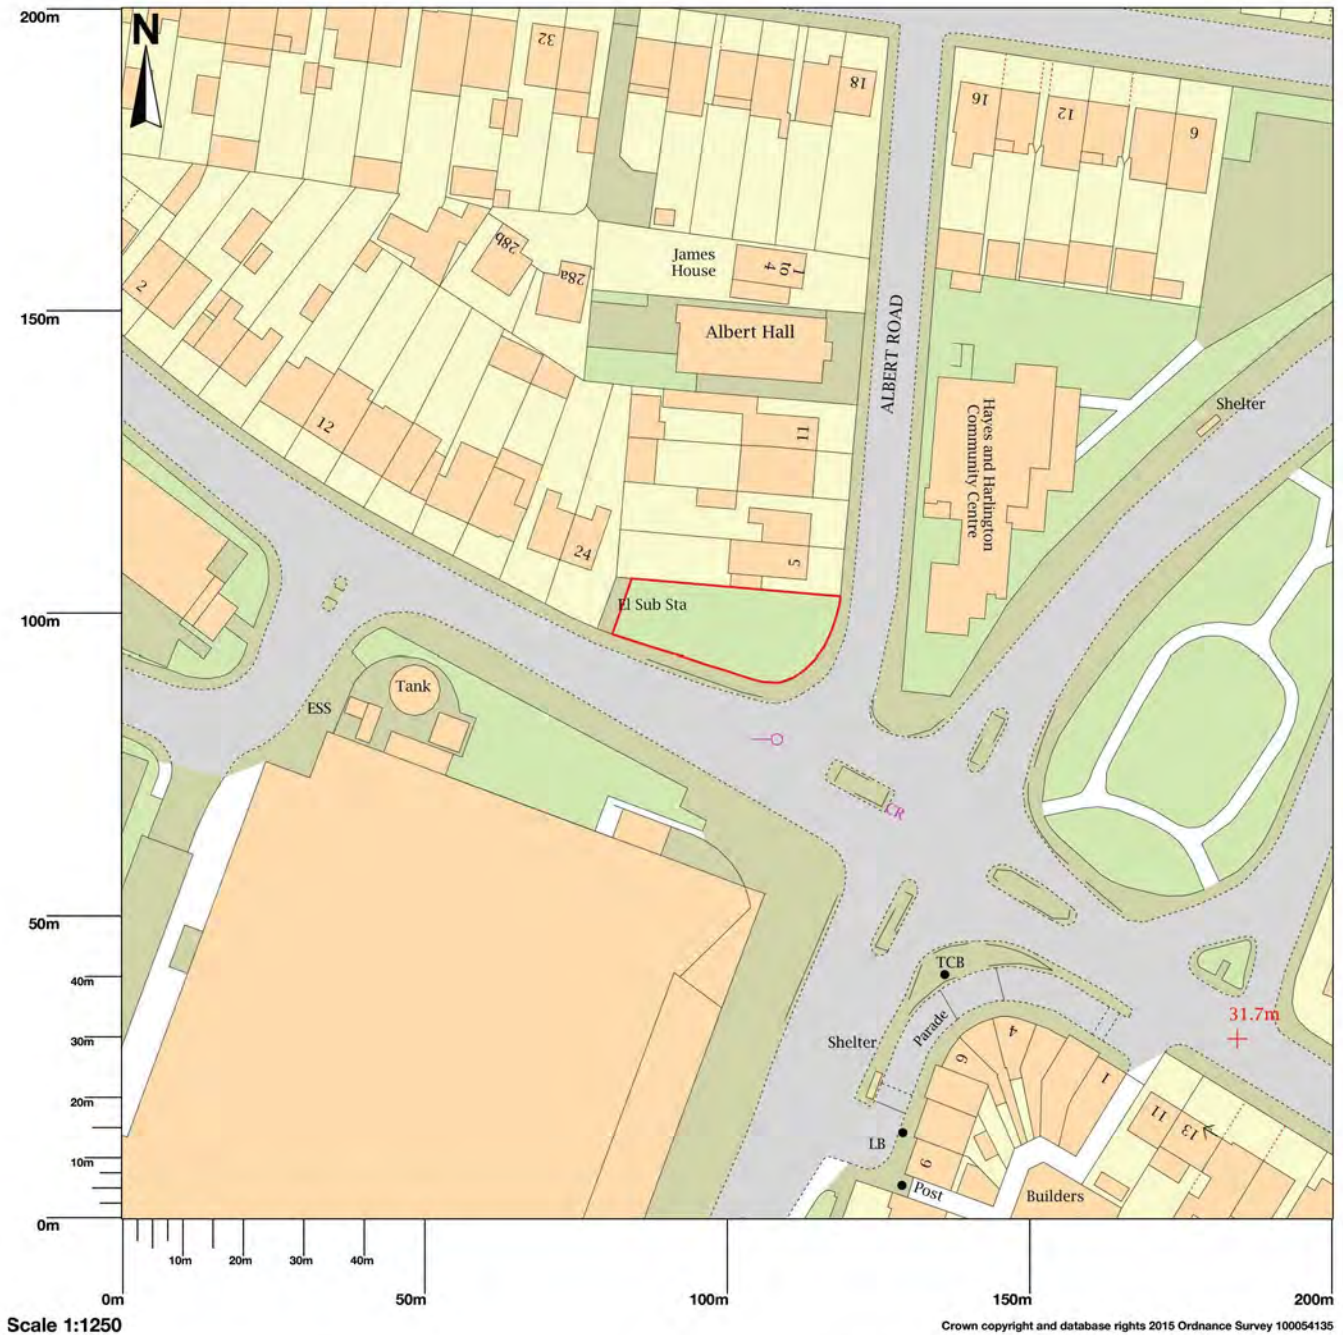 200m
N
32
18
16
12
6
28b
28a
James
House
1
to
4
2
150m
Albert Hall
ALBERT ROAD
Shelter
Hayes and Harlington
Community Centre
12
11
24
5
100m
El Sub Sta
Tank
ESS
CR
50m
TCB
40m
31.7m
30m
Shelter
Parade
4
6
1
20m
11
13
LB
10m
9
Post
Builders
0m
10m
20m
30m
40m
0m
50m
100m
150m
200m
Scale 1:1250
Crown copyright and database rights 2015 Ordnance Survey 100054135